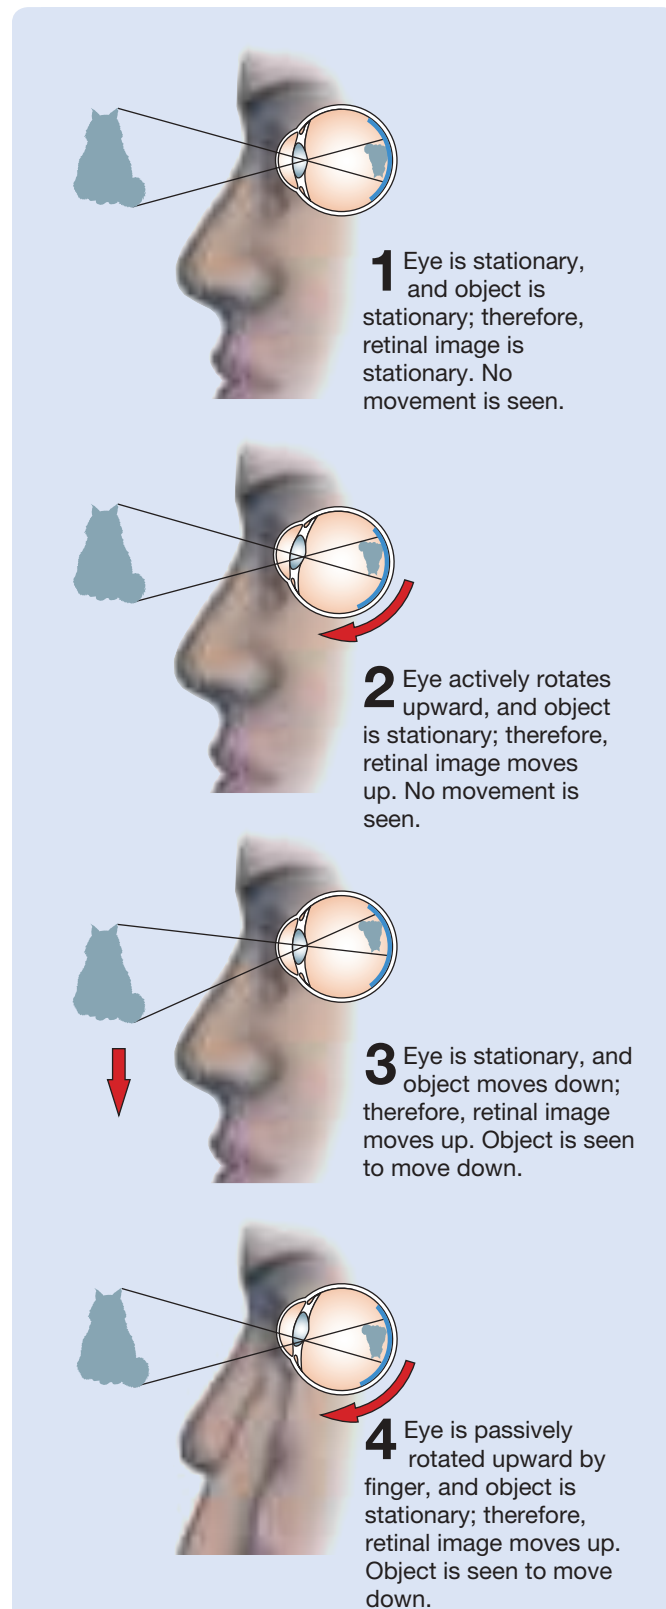 1 Eye is stationary,
and object is
stationary; therefore,
retinal image is
stationary. No
movement is seen.
2 Eye actively rotates
upward, and object
is stationary; therefore,
retinal image moves
up. No movement is
seen.
3 Eye is stationary, and
object moves down;
therefore, retinal image
moves up. Object is seen
to move down.
4 Eye is passively
rotated upward by
finger, and object is
stationary; therefore,
retinal image moves up.
Object is seen to move
down.